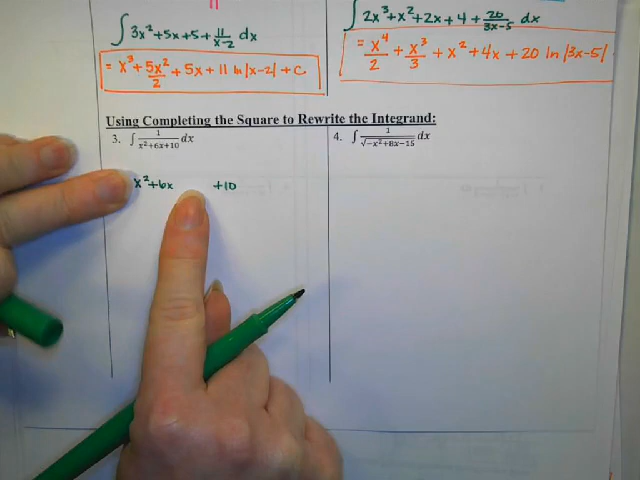 ∫ 3x² + 5x + 5 + 11/(x-2) dx
= x³ + 5x²/2 + 5x + 11 ln|x-2| + C
∫ 2x³ + x² + 2x + 4 + 20/(3x-5) dx
= x⁴/2 + x³/3 + x² + 4x + 20 ln|3x-5|
Using Completing the Square to Rewrite the Integrand:
3. ∫ 1/(x²+6x+10) dx
4. ∫ 1/√(-x²+8x-15) dx
x² + 6x +10